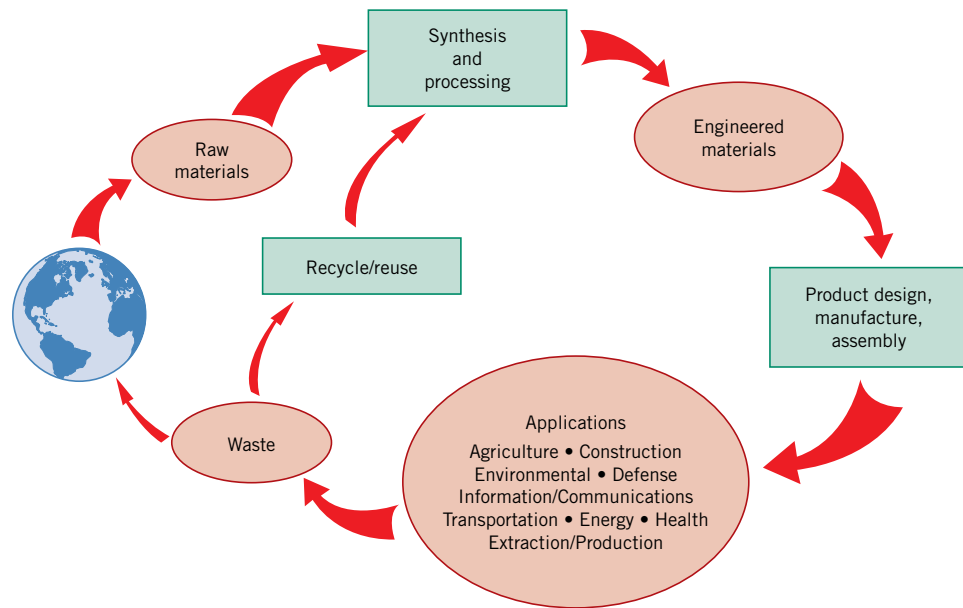 Synthesis
and
processing
Engineered
materials
Raw
materials
Recycle/reuse
Product design,
manufacture,
assembly
Applications
Agriculture • Construction
Environmental • Defense
Information/Communications
Transportation • Energy • Health
Extraction/Production
Waste